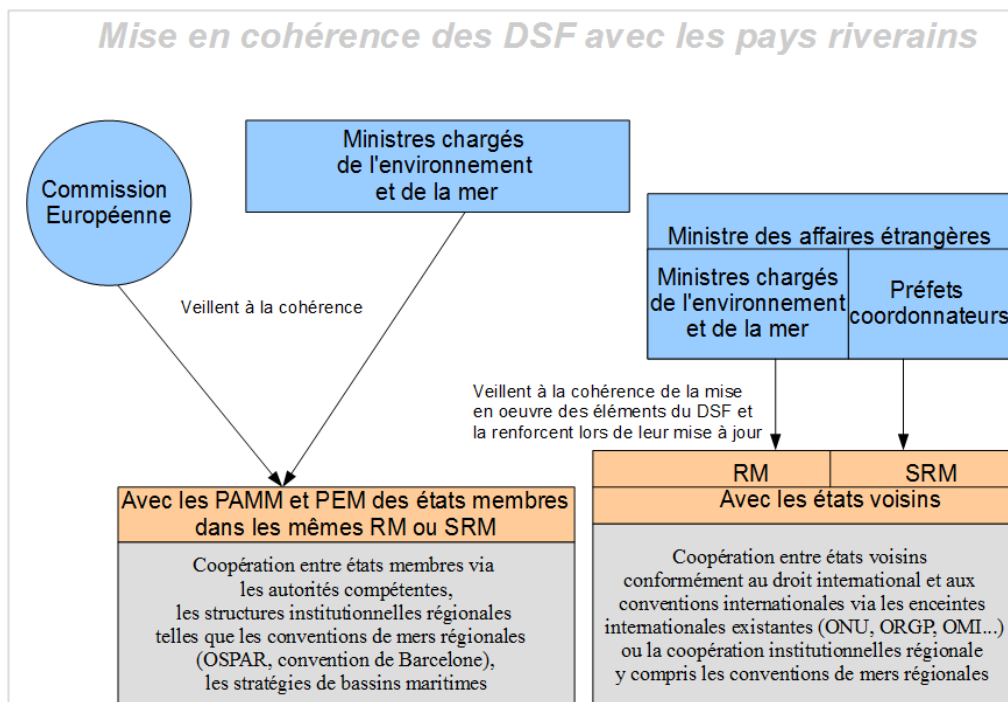 Mise en cohérence des DSF avec les pays riverains
Commission
Européenne
Ministres chargés
de l'environnement
et de la mer
Ministre des affaires étrangères
Ministres chargés
de l'environnement
et de la mer
Préfets
coordonnateurs
Veillent à la cohérence
Veillent à la cohérence de la mise
en oeuvre des éléments du DSF et
la renforcent lors de leur mise à jour
Avec les PAMM et PEM des états membres
dans les mêmes RM ou SRM
Coopération entre états membres via
les autorités compétentes,
les structures institutionnelles régionales
telles que les conventions de mers régionales
(OSPAR, convention de Barcelone),
les stratégies de bassins maritimes
RM
SRM
Avec les états voisins
Coopération entre états voisins
conformément au droit international et aux
conventions internationales via les enceintes
internationales existantes (ONU, ORGP, OMI...)
ou la coopération institutionnelles régionale
y compris les conventions de mers régionales